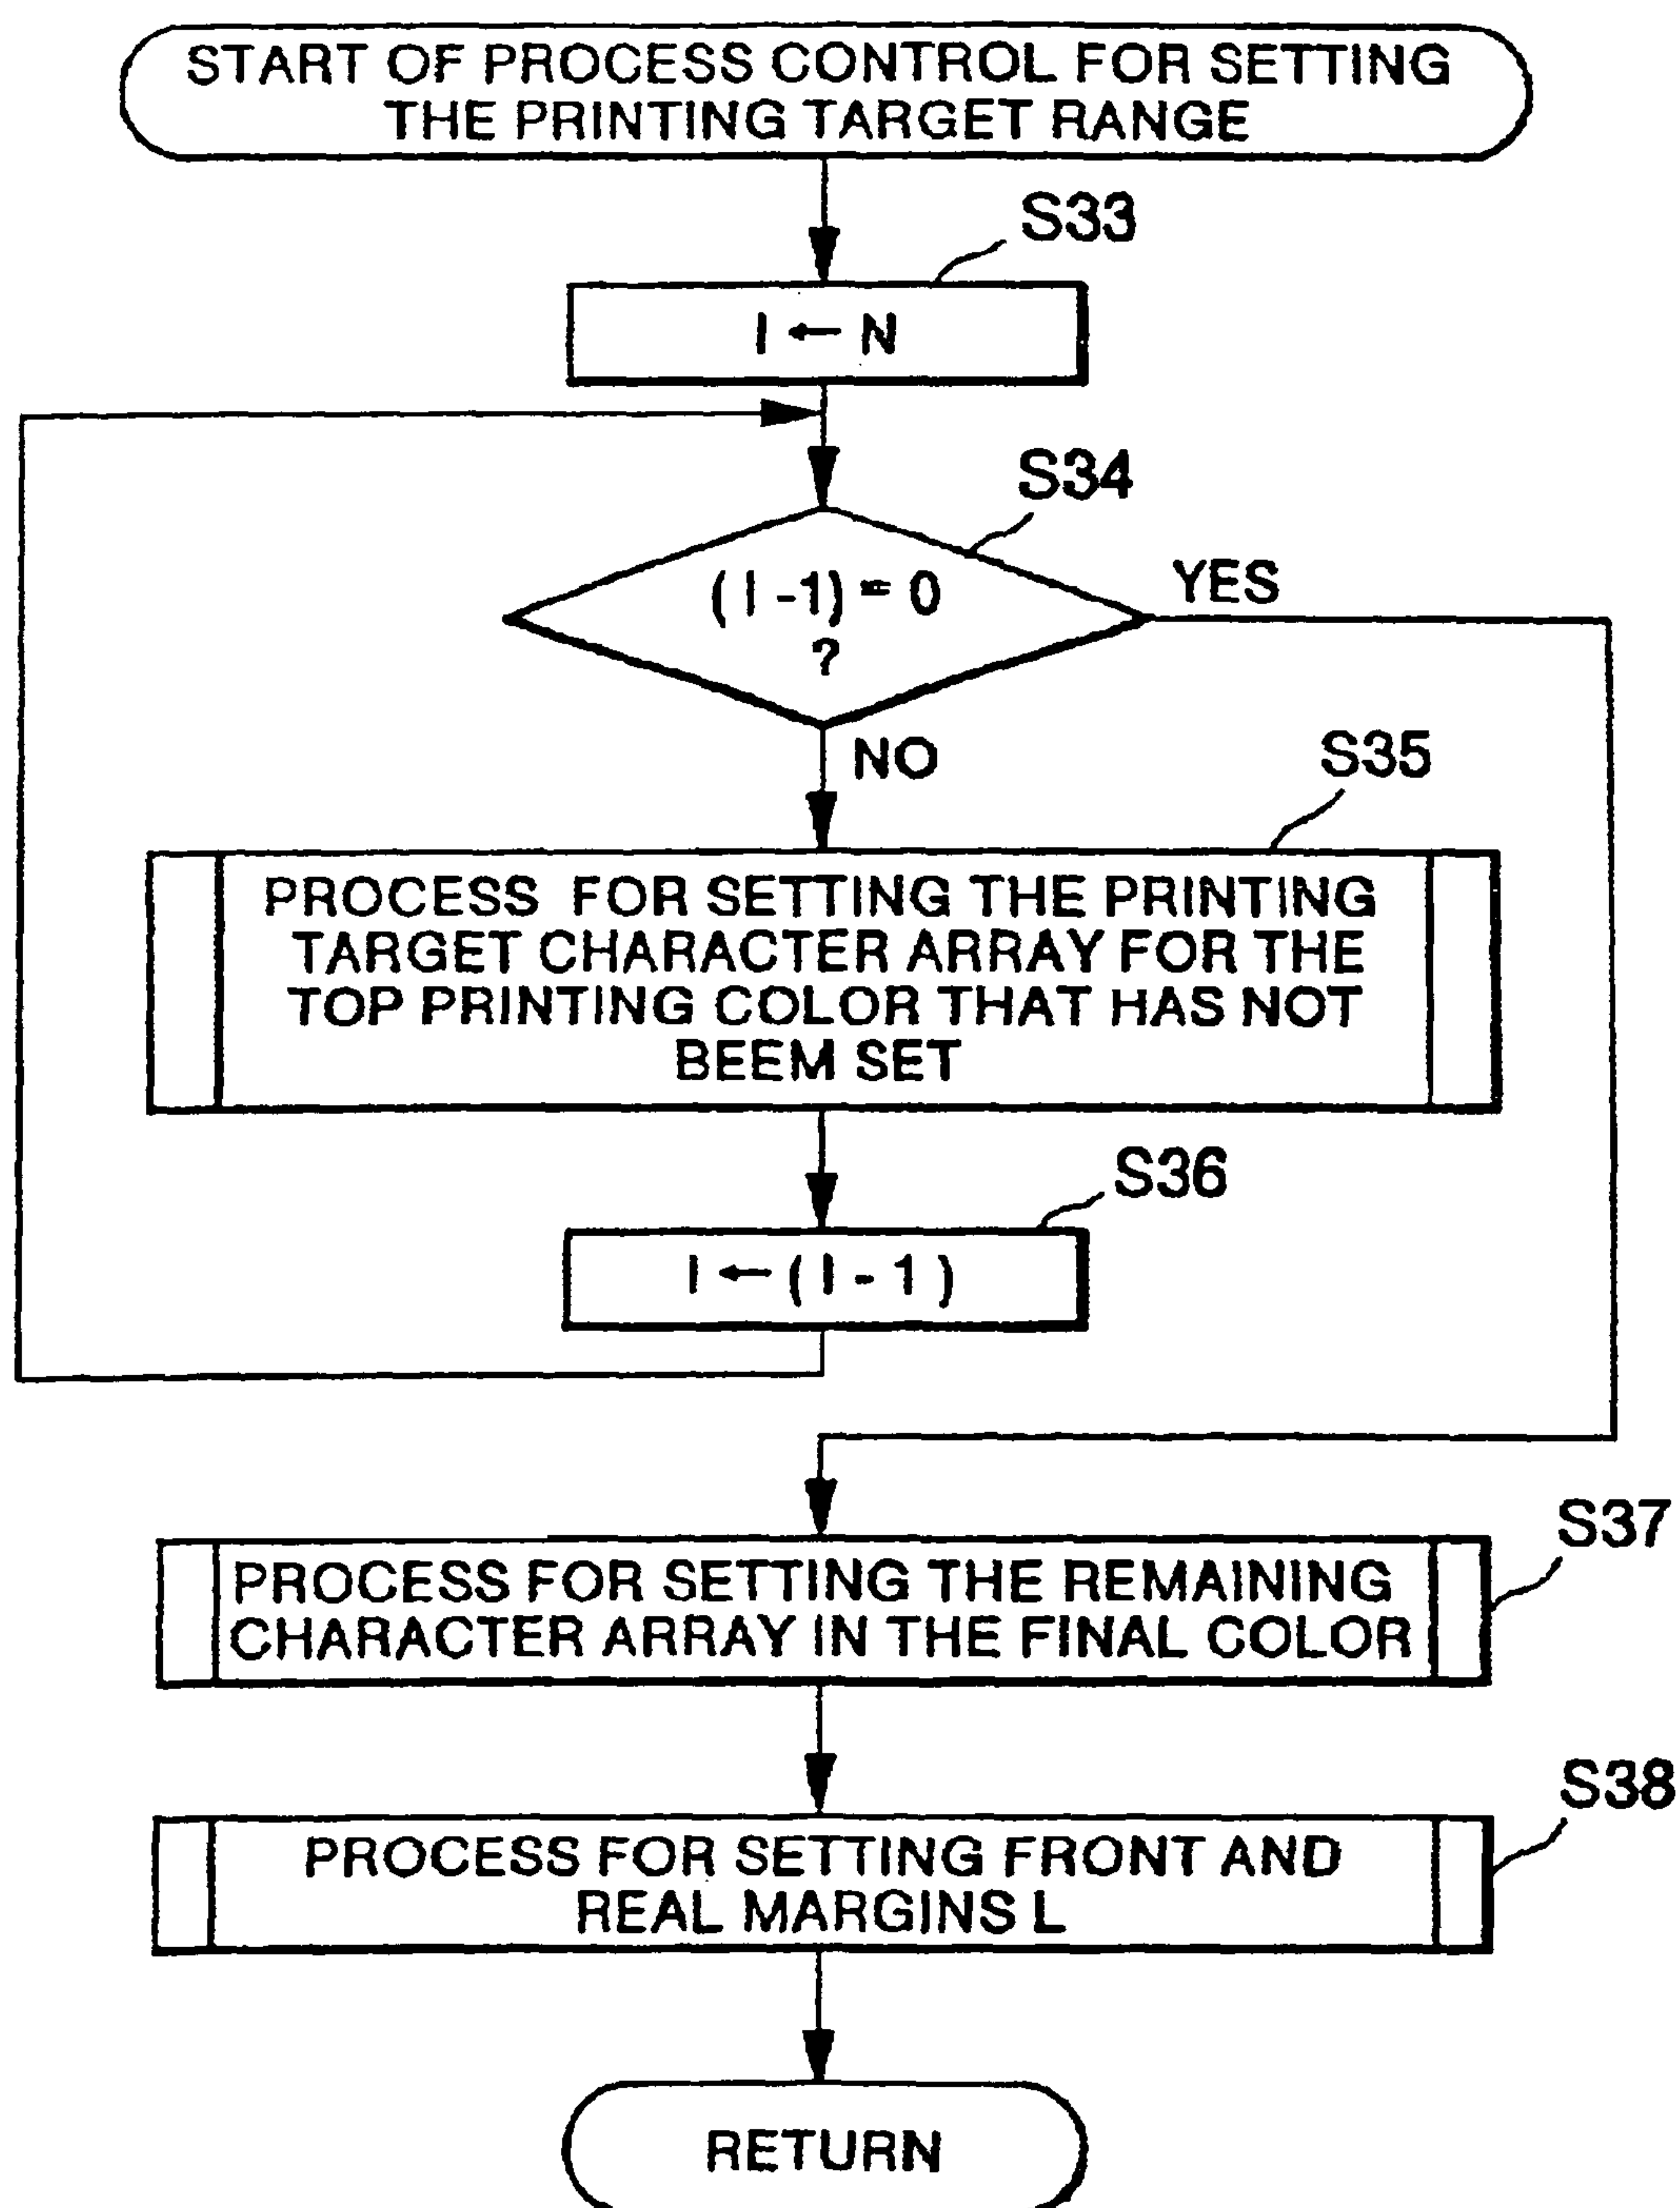 START OF PROCESS CONTROL FOR SETTING
THE PRINTING TARGET RANGE
S33
I ← N
S34
( I -1) = 0
?
YES
NO
S35
PROCESS FOR SETTING THE PRINTING
TARGET CHARACTER ARRAY FOR THE
TOP PRINTING COLOR THAT HAS NOT
BEEM SET
S36
I ← ( I - 1 )
S37
PROCESS FOR SETTING THE REMAINING
CHARACTER ARRAY IN THE FINAL COLOR
S38
PROCESS FOR SETTING FRONT AND
REAL MARGINS L
RETURN